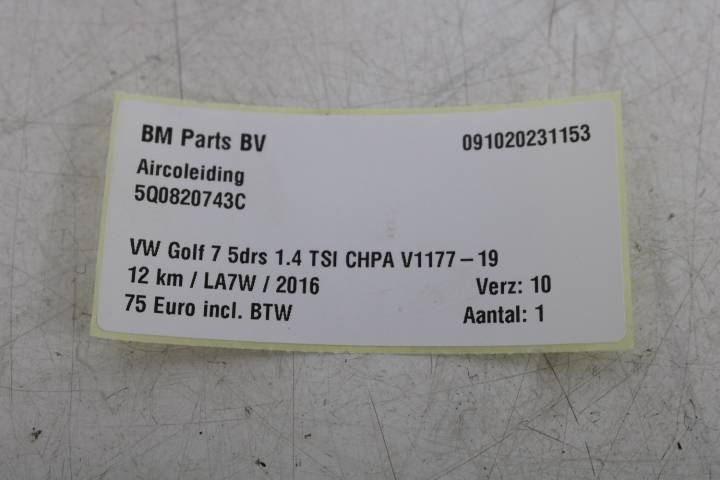 BM Parts BV 091020231153
Aircoleiding
5Q0820743C
VW Golf 7 5drs 1.4 TSI CHPA V1177-19
12 km / LA7W / 2016 Verz: 10
75 Euro incl. BTW Aantal: 1